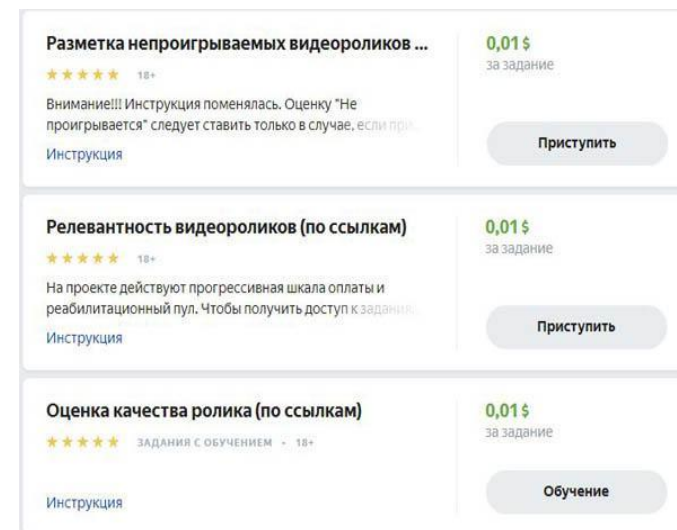 Разметка непроигрываемых видеороликов ...
0,01 $
за задание
18+
Внимание!!! Инструкция поменялась. Оценку "Не
проигрывается" следует ставить только в случае, если при
Инструкция
Приступить
Релевантность видеороликов (по ссылкам)
0,01 $
за задание
18+
На проекте действуют прогрессивная шкала оплаты и
реабилитационный пул. Чтобы получить доступ к
Инструкция
Приступить
Оценка качества ролика (по ссылкам)
0,01 $
за задание
ЗАДАНИЯ С ОБУЧЕНИЕМ • 18+
Инструкция
Обучение